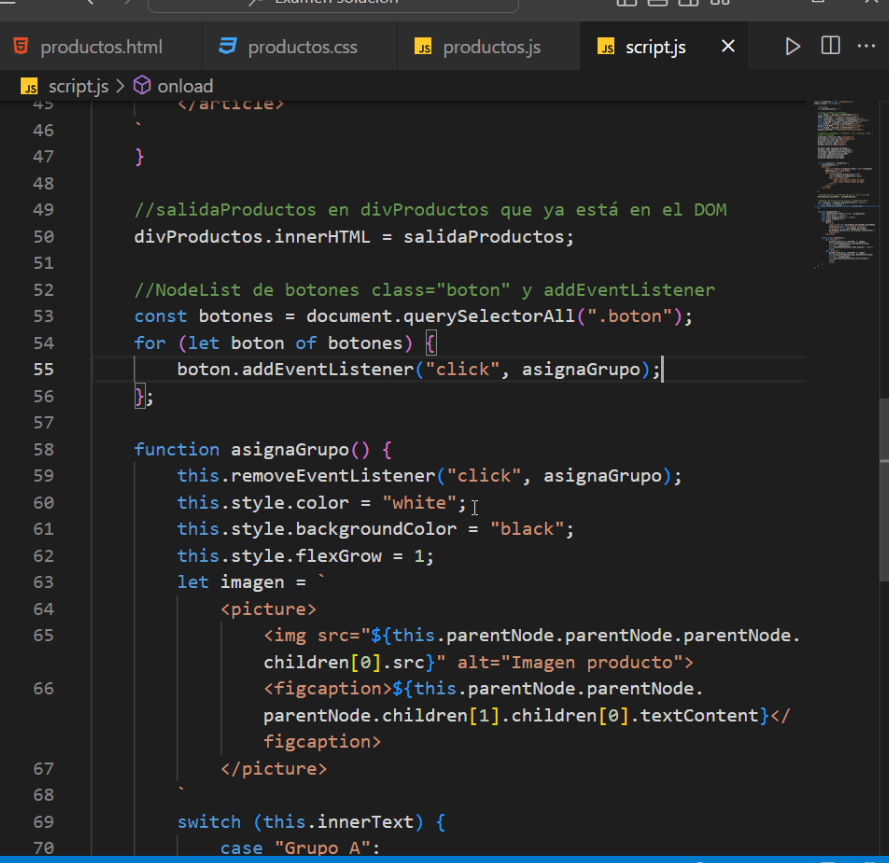 Examen solución
productos.html
productos.css
JS productos.js
JS script.js
JS script.js > onload
45 </article>
46 `
47 }
48
49 //salidaProductos en divProductos que ya está en el DOM
50 divProductos.innerHTML = salidaProductos;
51
52 //NodeList de botones class="boton" y addEventListener
53 const botones = document.querySelectorAll(".boton");
54 for (let boton of botones) {
55 boton.addEventListener("click", asignaGrupo);
56 };
57
58 function asignaGrupo() {
59 this.removeEventListener("click", asignaGrupo);
60 this.style.color = "white";
61 this.style.backgroundColor = "black";
62 this.style.flexGrow = 1;
63 let imagen = `
64 <picture>
65 <img src="${this.parentNode.parentNode.parentNode.
children[0].src}" alt="Imagen producto">
66 <figcaption>${this.parentNode.parentNode.
parentNode.children[1].children[0].textContent}</
figcaption>
67 </picture>
68 `
69 switch (this.innerText) {
70 case "Grupo A":